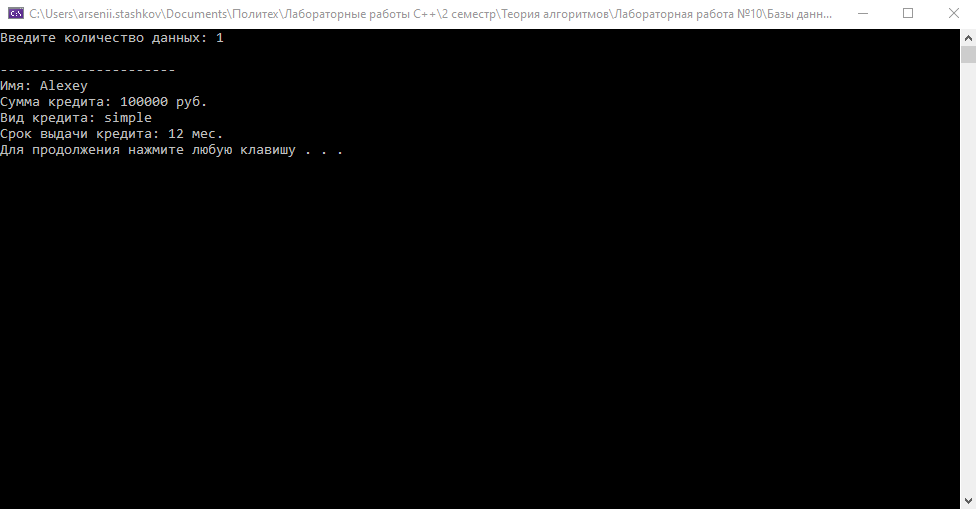 C:\Users\arsenii.stashkov\Documents\Политех\Лабораторные работы C++\2 семестр\Теория алгоритмов\Лабораторная работа №10\Базы данн...
Введите количество данных: 1
----------------------
Имя: Alexey
Сумма кредита: 100000 руб.
Вид кредита: simple
Срок выдачи кредита: 12 мес.
Для продолжения нажмите любую клавишу . . .